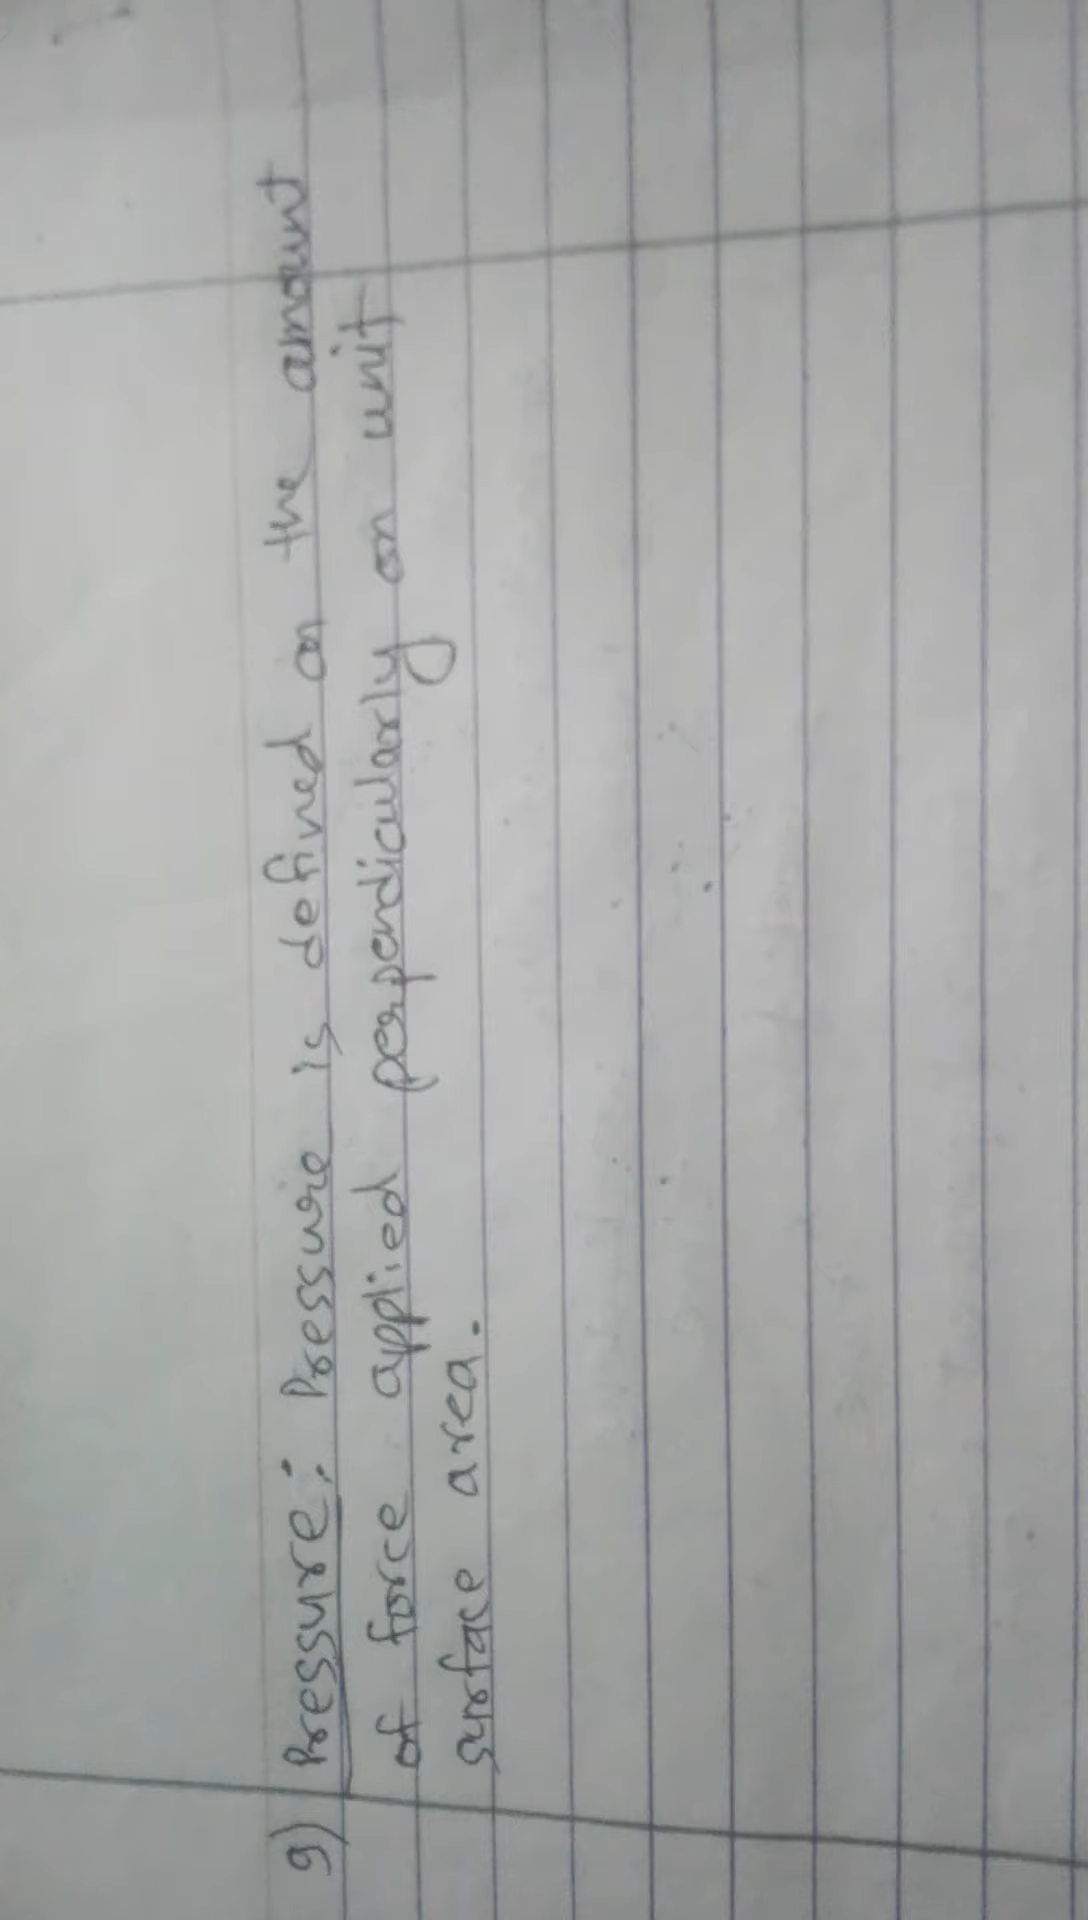 9) Pressure: Pressure is defined as the amount
of force applied perpendicularly on unit
surface area.